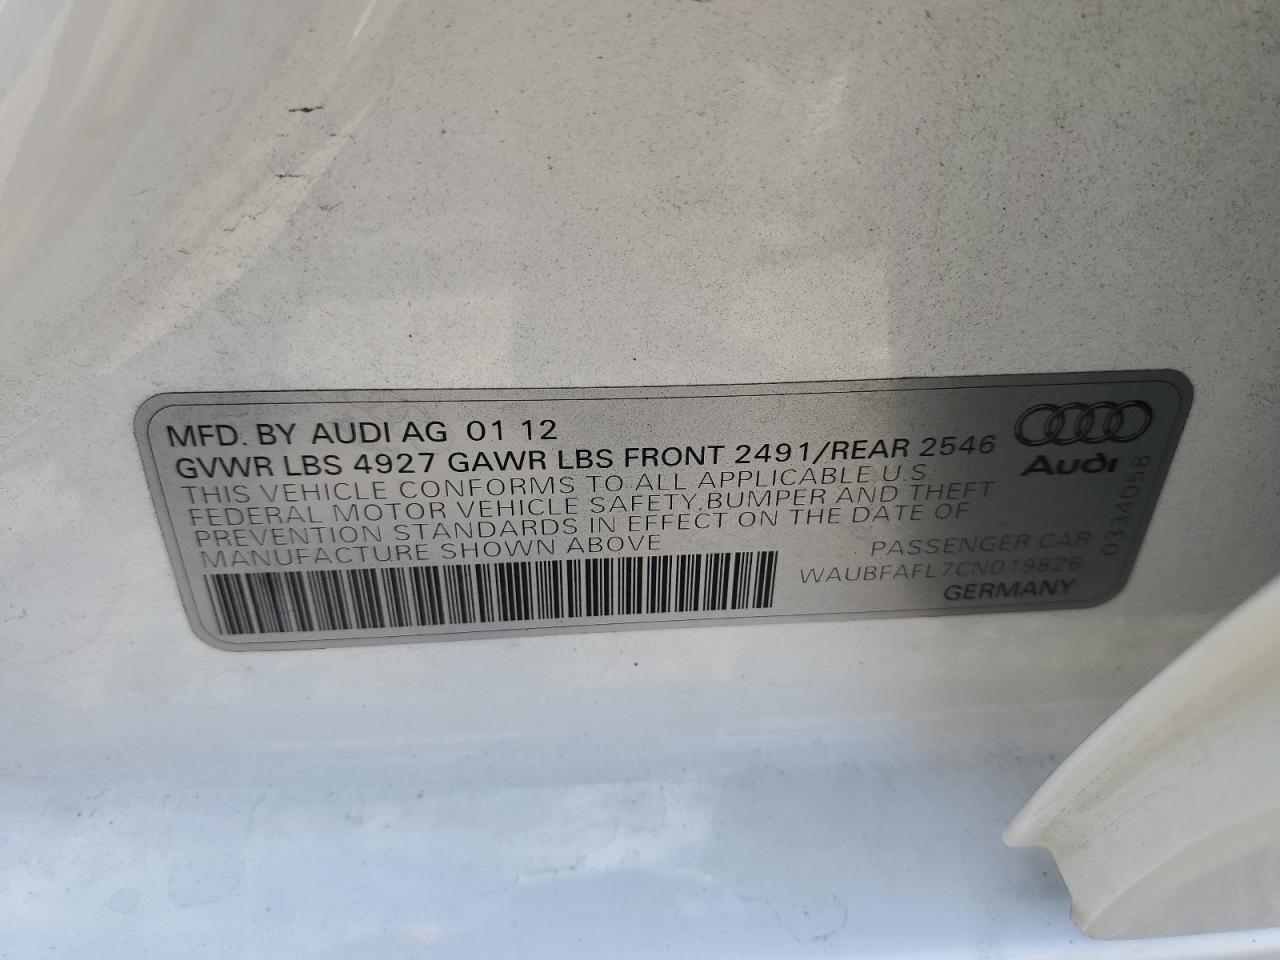 MFD. BY AUDI AG 01 12
GVWR LBS 4927 GAWR LBS FRONT 2491/REAR 2546
THIS VEHICLE CONFORMS TO ALL APPLICABLE U.S.
FEDERAL MOTOR VEHICLE SAFETY,BUMPER AND THEFT
PREVENTION STANDARDS IN EFFECT ON THE DATE OF
MANUFACTURE SHOWN ABOVE
PASSENGER CAR
WAUBFAFL7CN019826
GERMANY
Audi
0334058